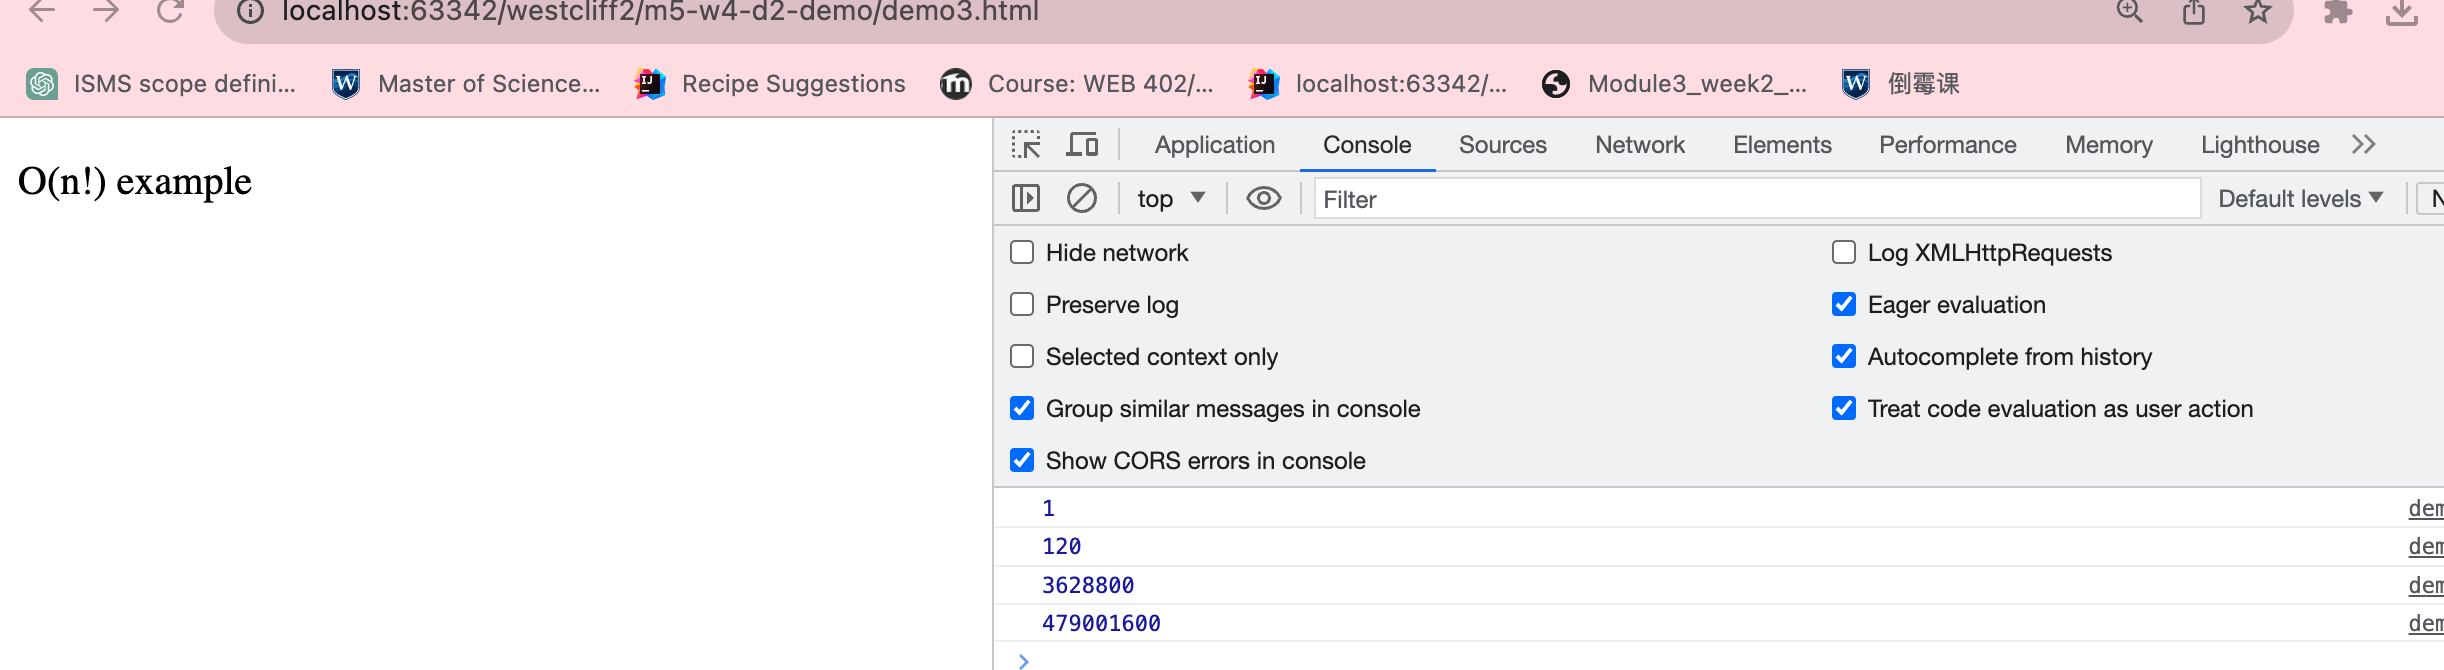 localhost:63342/westcliff2/m5-w4-d2-demo/demo3.html
ISMS scope defini... Master of Science... Recipe Suggestions Course: WEB 402/... localhost:63342/... Module3_week2_... 倒霉课
O(n!) example
Application Console Sources Network Elements Performance Memory Lighthouse
top Filter Default levels
Hide network Log XMLHttpRequests
Preserve log Eager evaluation
Selected context only Autocomplete from history
Group similar messages in console Treat code evaluation as user action
Show CORS errors in console
1 dem
120 dem
3628800 dem
479001600 dem